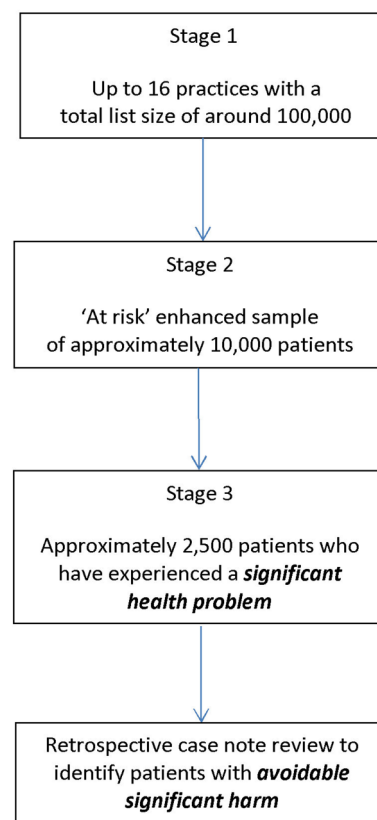 Stage 1
Up to 16 practices with a
total list size of around 100,000
Stage 2
‘At risk’ enhanced sample
of approximately 10,000 patients
Stage 3
Approximately 2,500 patients who
have experienced a significant
health problem
Retrospective case note review to
identify patients with avoidable
significant harm